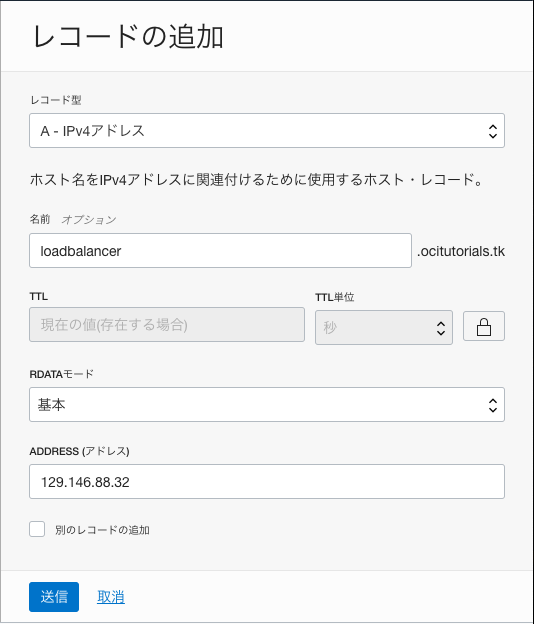 レコードの追加
レコード型
A - IPv4アドレス
ホスト名をIPv4アドレスに関連付けるために使用するホスト・レコード。
名前 オプション
loadbalancer .ocitutorials.tk
TTL TTL単位
現在の値(存在する場合) 秒
RDATAモード
基本
ADDRESS (アドレス)
129.146.88.32
別のレコードの追加
送信 取消